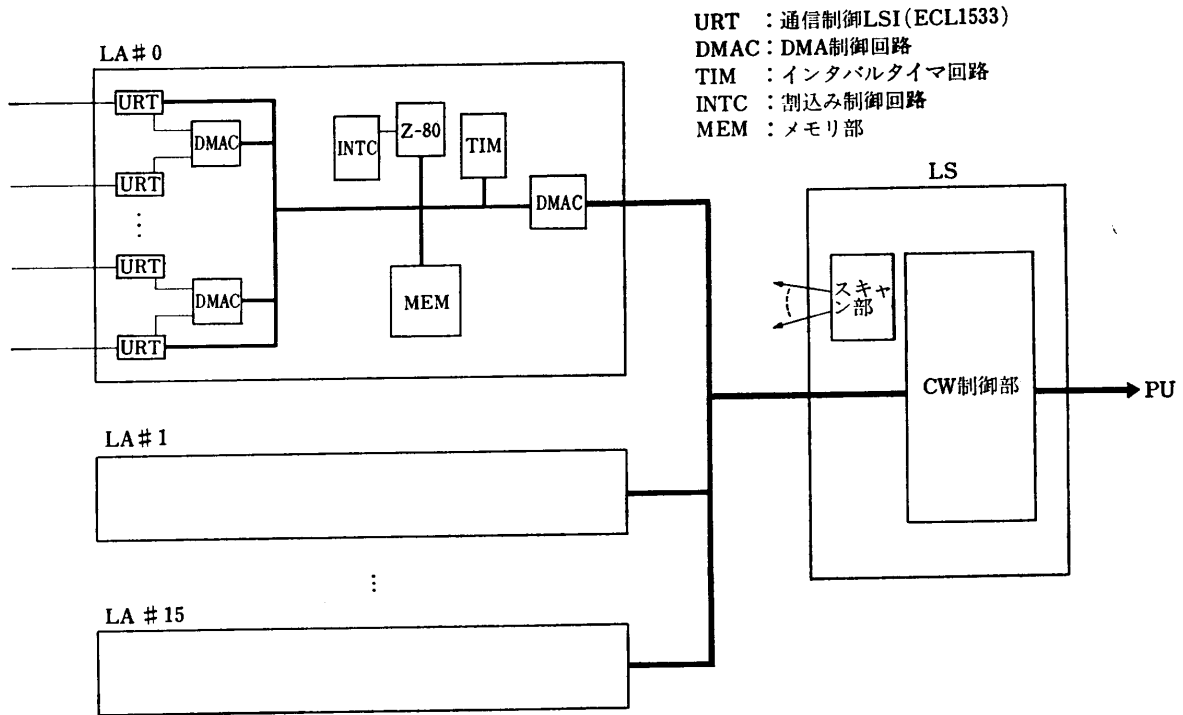 URT : 通信制御LSI(ECL1533)
DMAC : DMA制御回路
TIM : インタバルタイマ回路
INTC : 割込み制御回路
MEM : メモリ部
LA♯0
URT
DMAC
URT
⋮
URT
DMAC
URT
INTC
Z-80
TIM
DMAC
MEM
LS
スキャ
ン部
CW制御部
PU
LA♯1
⋮
LA♯15